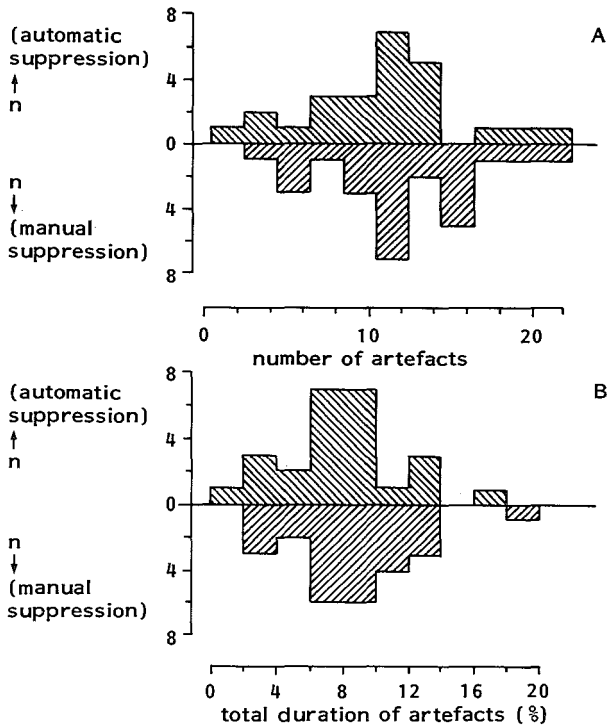 A
8
(automatic
suppression)
↑
n
4
0
n
↓
(manual
suppression)
4
8
0 10 20
number of artefacts
B
8
(automatic
suppression)
↑
n
4
0
n
↓
(manual
suppression)
4
8
0 4 8 12 16 20
total duration of artefacts (%)